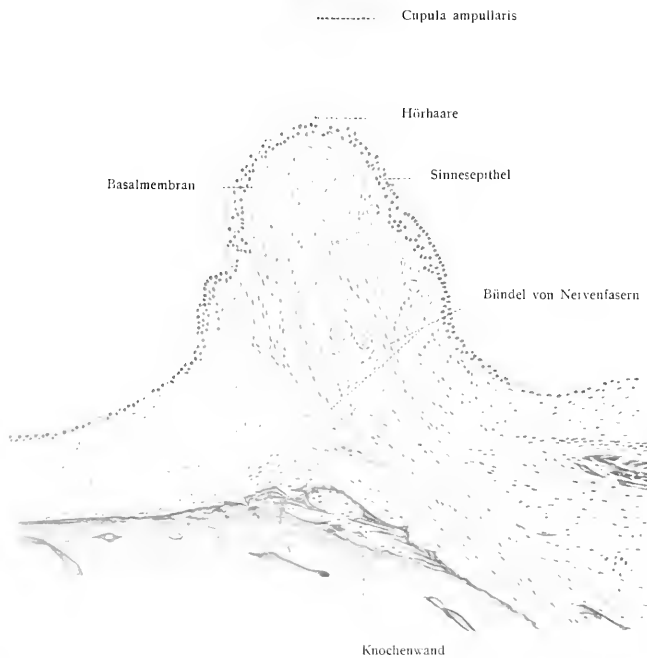 Cupula ampullaris
Hörhaare
Basalmembran
Sinnesepithel
Bündel von Nervenfasern
Knochenwand